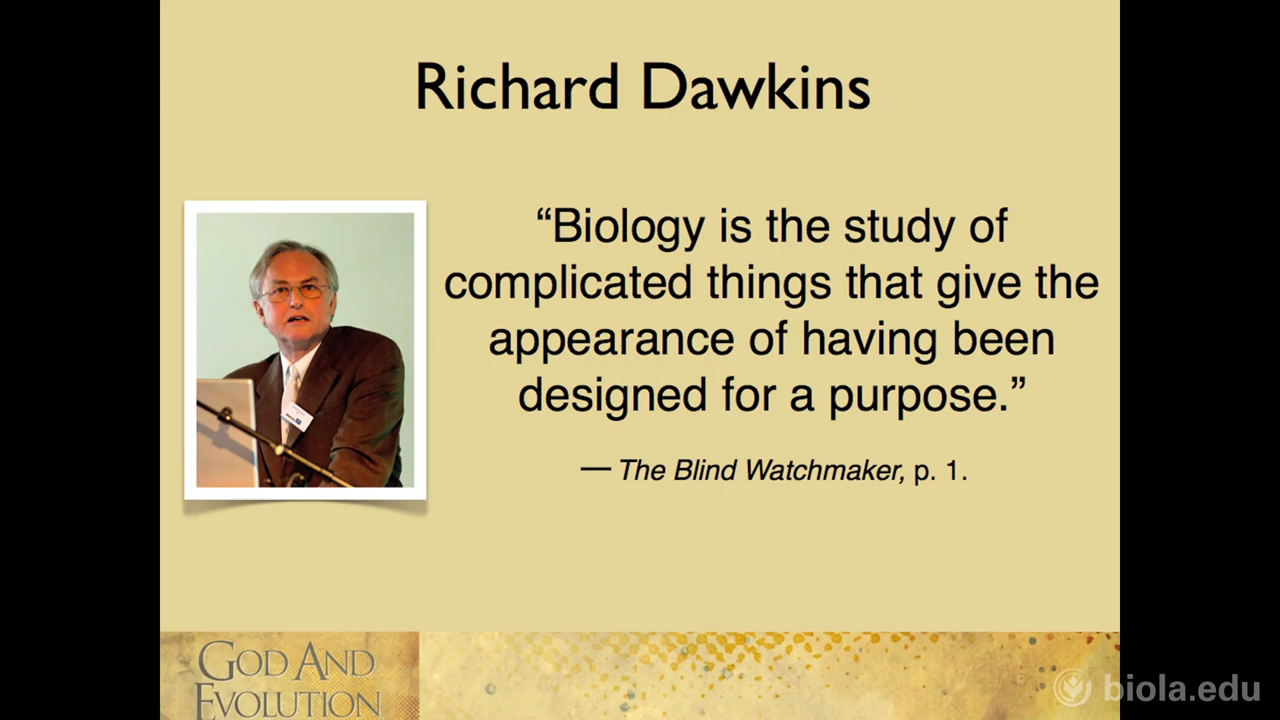 Richard Dawkins
“Biology is the study of
complicated things that give the
appearance of having been
designed for a purpose.”
— The Blind Watchmaker, p. 1.
GOD AND
EVOLUTION
biola.edu